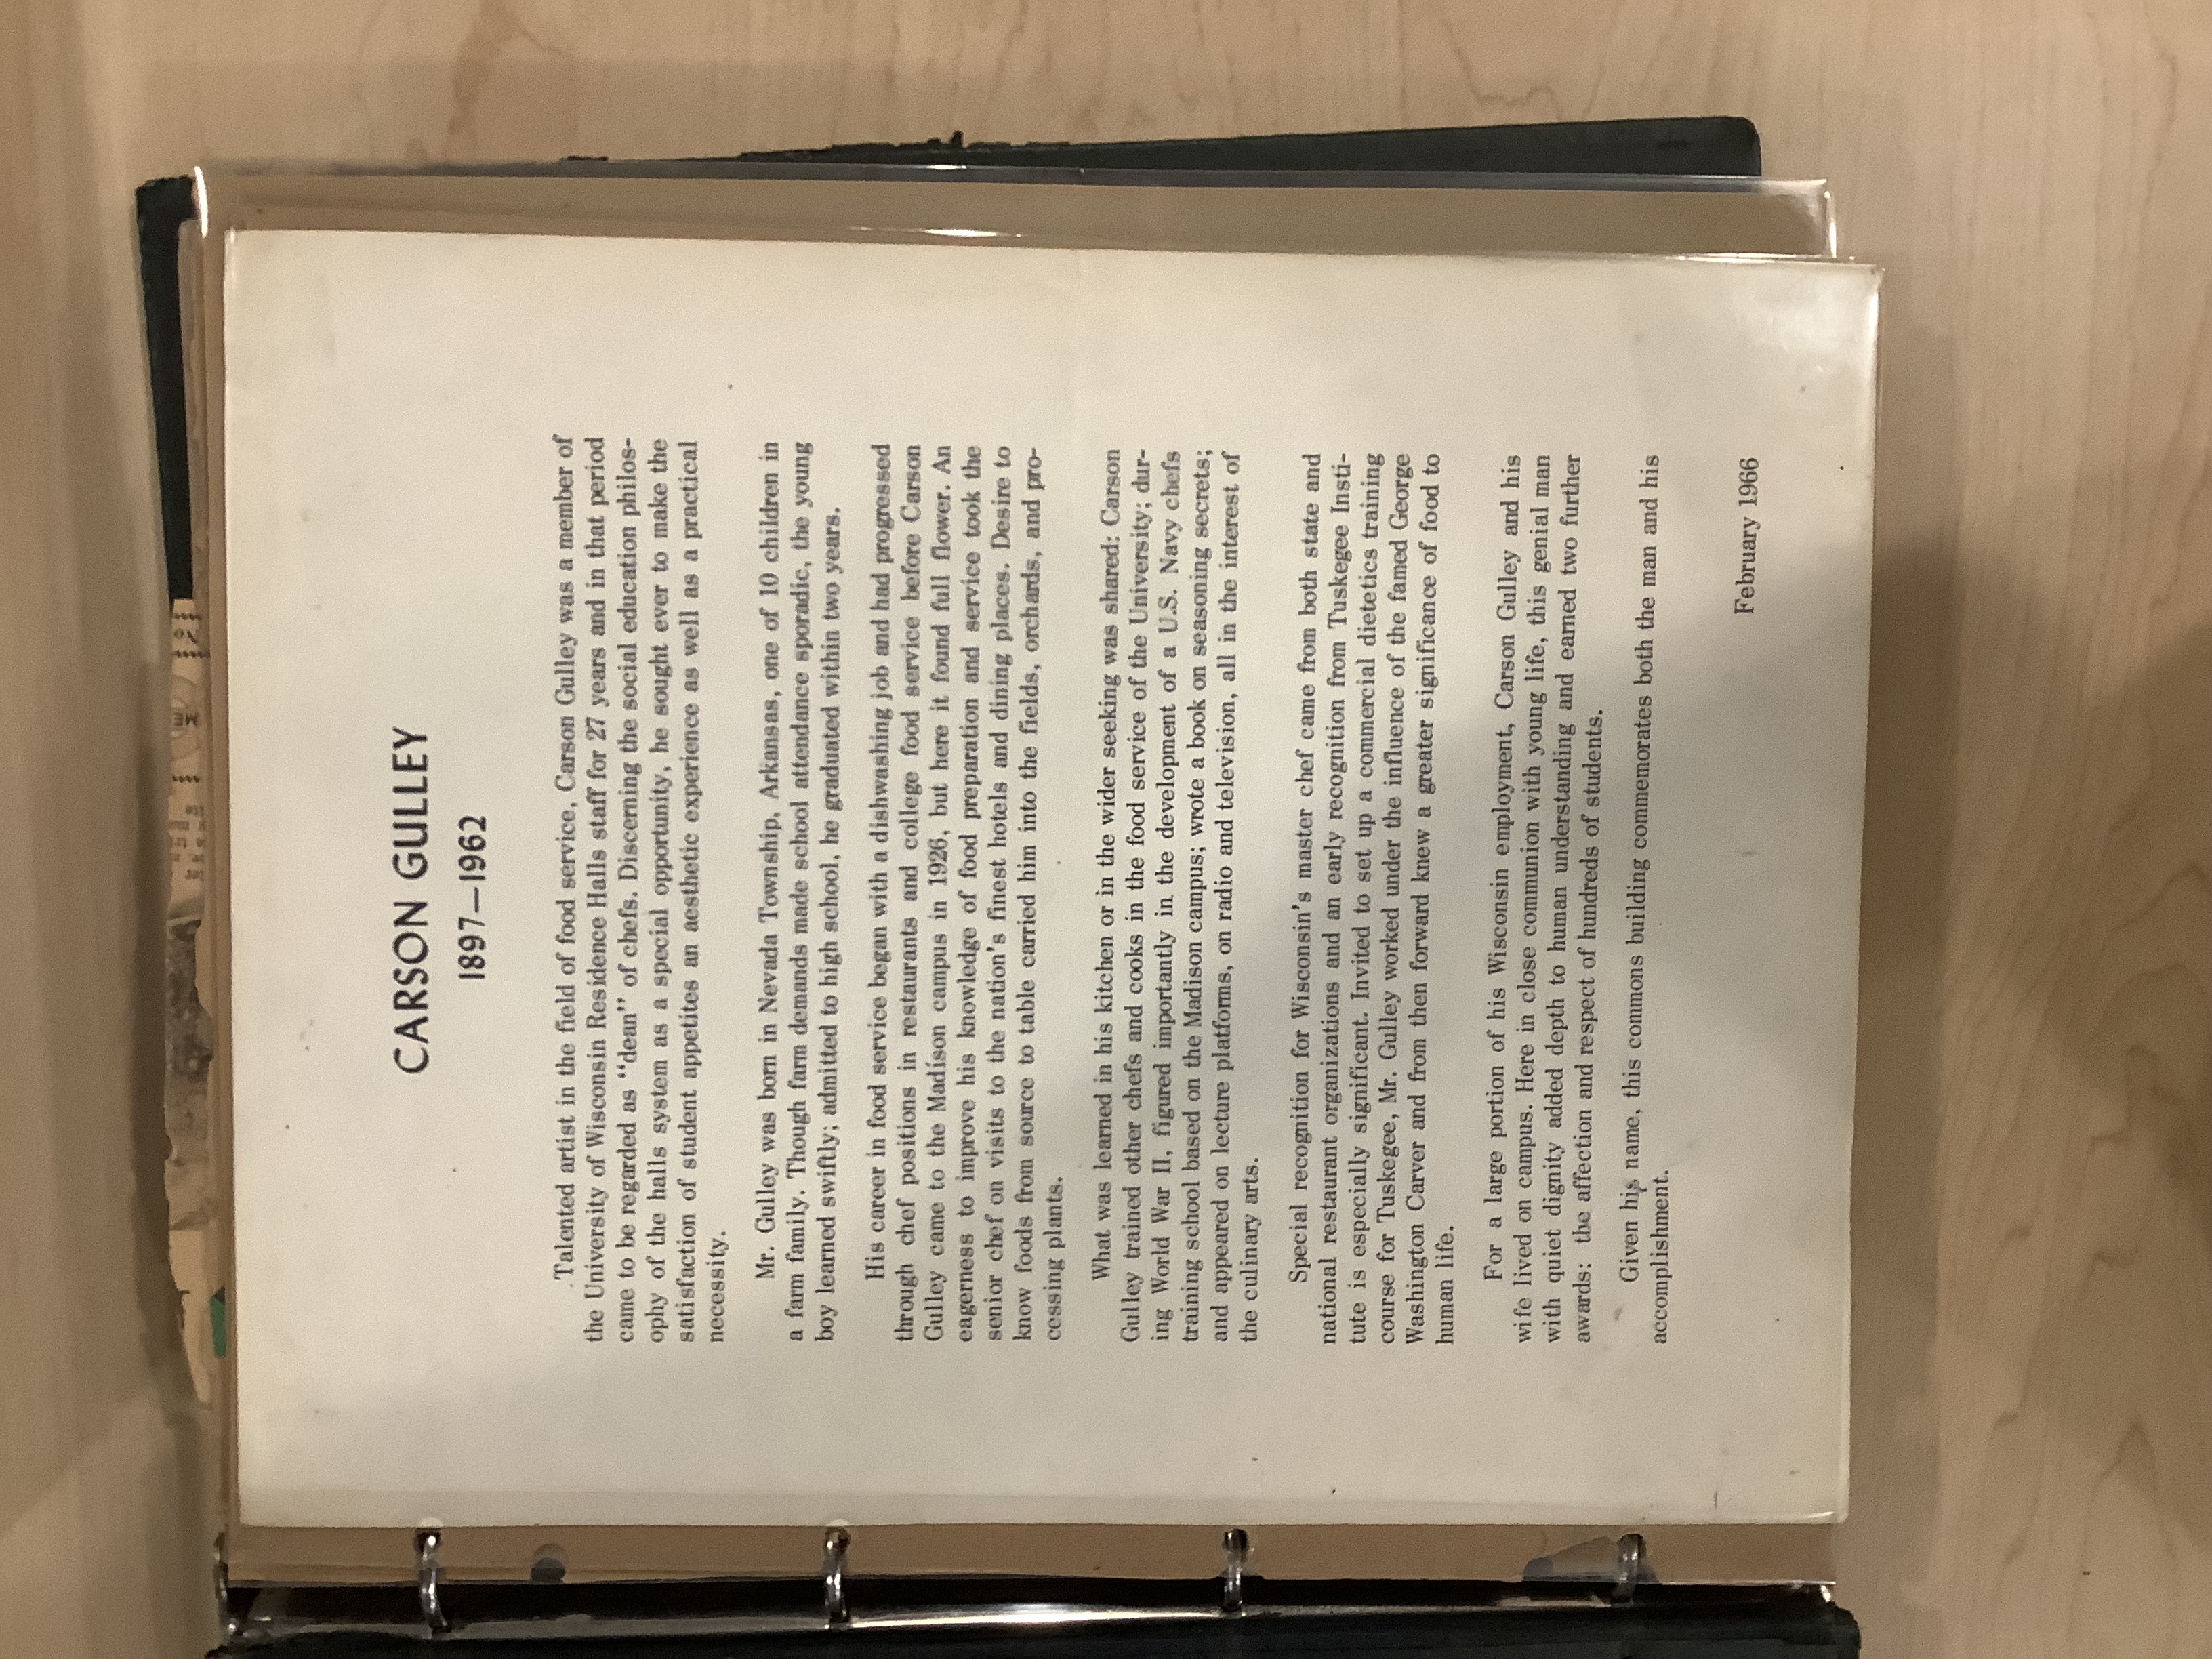 CARSON GULLEY
1897—1962
Talented artist in the field of food service, Carson Gulley was a member of
the University of Wisconsin Residence Halls staff for 27 years and in that period
came to be regarded as "dean" of chefs. Discerning the social education philos-
ophy of the halls system as a special opportunity, he sought ever to make the
satisfaction of student appetites an aesthetic experience as well as a practical
necessity.
Mr. Gulley was born in Nevada Township, Arkansas, one of 10 children in
a farm family. Though farm demands made school attendance sporadic, the young
boy learned swiftly; admitted to high school, he graduated within two years.
His career in food service began with a dishwashing job and had progressed
through chef positions in restaurants and college food service before Carson
Gulley came to the Madison campus in 1926, but here it found full flower. An
eagerness to improve his knowledge of food preparation and service took the
senior chef on visits to the nation's finest hotels and dining places. Desire to
know foods from source to table carried him into the fields, orchards, and pro-
cessing plants.
What was learned in his kitchen or in the wider seeking was shared: Carson
Gulley trained other chefs and cooks in the food service of the University; dur-
ing World War II, figured importantly in the development of a U.S. Navy chefs
training school based on the Madison campus; wrote a book on seasoning secrets;
and appeared on lecture platforms, on radio and television, all in the interest of
the culinary arts.
Special recognition for Wisconsin's master chef came from both state and
national restaurant organizations and an early recognition from Tuskegee Insti-
tute is especially significant. Invited to set up a commercial dietetics training
course for Tuskegee, Mr. Gulley worked under the influence of the famed George
Washington Carver and from then forward knew a greater significance of food to
human life.
For a large portion of his Wisconsin employment, Carson Gulley and his
wife lived on campus. Here in close communion with young life, this genial man
with quiet dignity added depth to human understanding and earned two further
awards: the affection and respect of hundreds of students.
Given his name, this commons building commemorates both the man and his
accomplishment.
February 1966